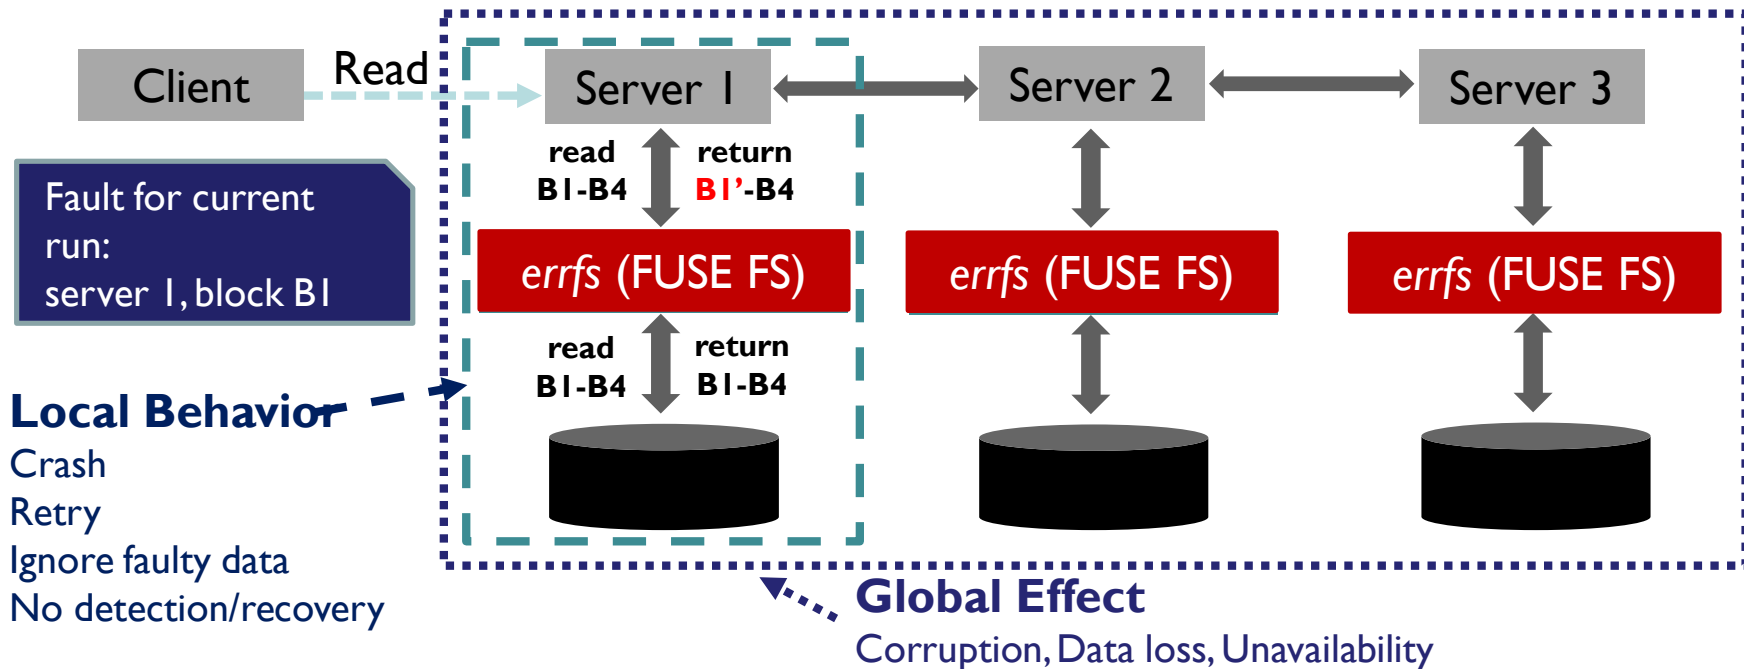 Client
Read
Server 1
Server 2
Server 3
read
B1-B4
return
B1’-B4
Fault for current
run:
server 1, block B1
errfs (FUSE FS)
errfs (FUSE FS)
errfs (FUSE FS)
read
B1-B4
return
B1-B4
Local Behavior
Crash
Retry
Ignore faulty data
No detection/recovery
Global Effect
Corruption, Data loss, Unavailability